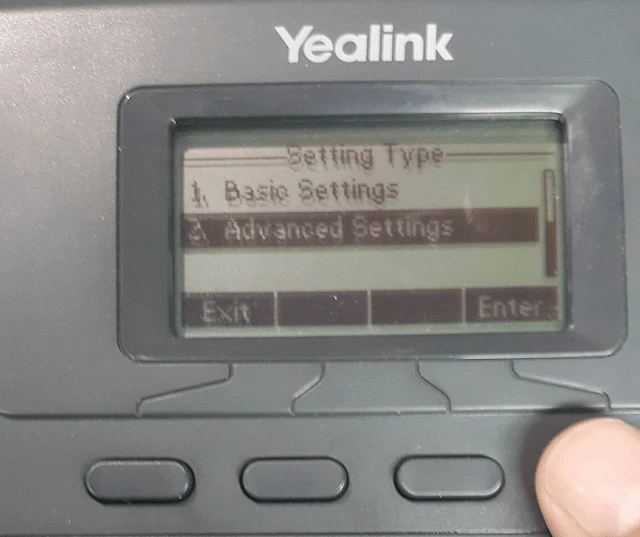 Yealink
Setting Type
1. Basic Settings
2. Advanced Settings
Exit Enter